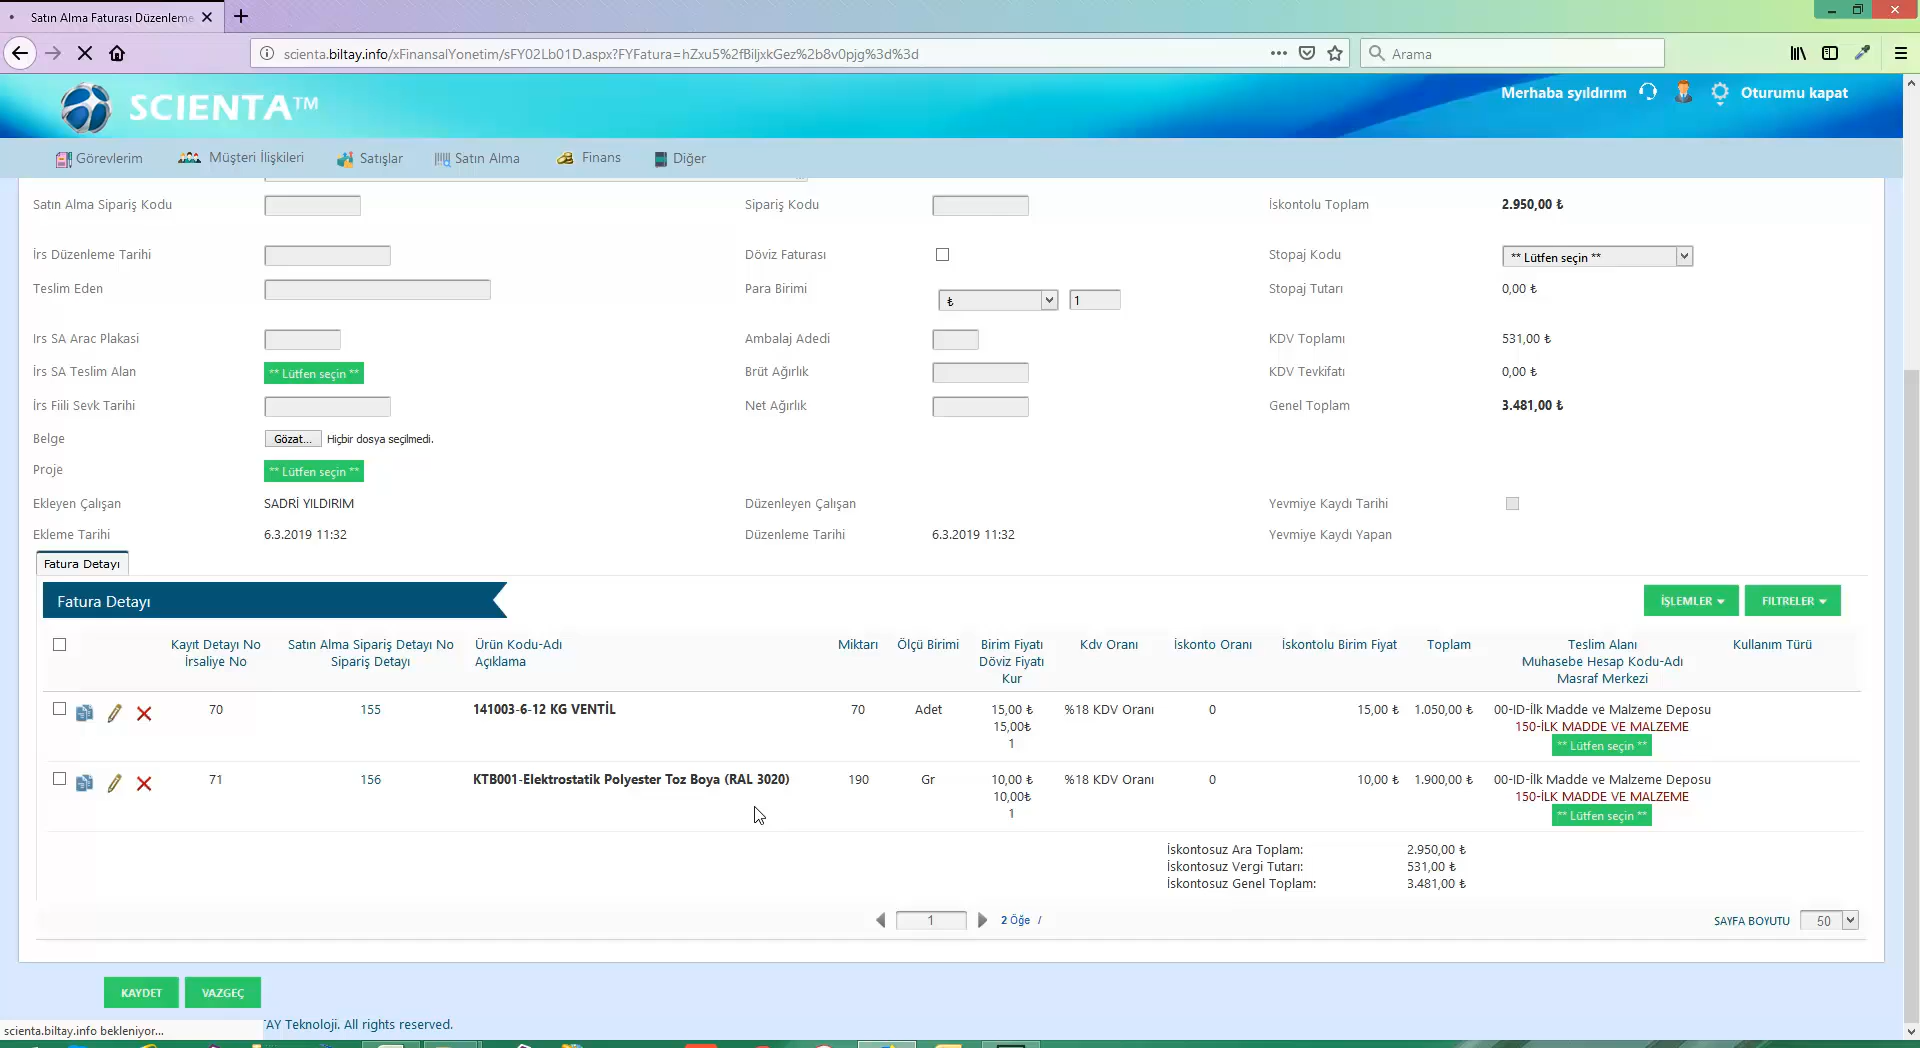 Satın Alma Faturası Düzenleme
scienta.biltay.info/xFinansalYonetim/sFY02Lb01D.aspx?FYFatura=hZxu5%2fBiljxkGez%2b8v0pjg%3d%3d
Arama
SCIENTA™
Merhaba syıldırım
Oturumu kapat
Görevlerim Müşteri İlişkileri Satışlar Satın Alma Finans Diğer
Satın Alma Sipariş Kodu Sipariş Kodu İskontolu Toplam 2.950,00 ₺
İrs Düzenleme Tarihi Döviz Faturası Stopaj Kodu ** Lütfen seçin **
Teslim Eden Para Birimi ₺ 1 Stopaj Tutarı 0,00 ₺
Irs SA Arac Plakasi Ambalaj Adedi KDV Toplamı 531,00 ₺
İrs SA Teslim Alan ** Lütfen seçin ** Brüt Ağırlık KDV Tevkifatı 0,00 ₺
İrs Fiili Sevk Tarihi Net Ağırlık Genel Toplam 3.481,00 ₺
Belge Gözat... Hiçbir dosya seçilmedi.
Proje ** Lütfen seçin **
Ekleyen Çalışan SADRİ YILDIRIM Düzenleyen Çalışan Yevmiye Kaydı Tarihi
Ekleme Tarihi 6.3.2019 11:32 Düzenleme Tarihi 6.3.2019 11:32 Yevmiye Kaydı Yapan
Fatura Detayı
Fatura Detayı İŞLEMLER FILTRELER
Kayıt Detayı No Satın Alma Sipariş Detayı No Ürün Kodu-Adı Miktarı Ölçü Birimi Birim Fiyatı Kdv Oranı İskonto Oranı İskontolu Birim Fiyat Toplam Teslim Alanı Kullanım Türü
İrsaliye No Sipariş Detayı Açıklama Döviz Fiyatı Muhasebe Hesap Kodu-Adı
Kur Masraf Merkezi
70 155 141003-6-12 KG VENTİL 70 Adet 15,00 ₺ %18 KDV Oranı 0 15,00 ₺ 1.050,00 ₺ 00-ID-İlk Madde ve Malzeme Deposu
15,00₺ 150-İLK MADDE VE MALZEME
1 ** Lütfen seçin **
71 156 KTB001-Elektrostatik Polyester Toz Boya (RAL 3020) 190 Gr 10,00 ₺ %18 KDV Oranı 0 10,00 ₺ 1.900,00 ₺ 00-ID-İlk Madde ve Malzeme Deposu
10,00₺ 150-İLK MADDE VE MALZEME
1 ** Lütfen seçin **
İskontosuz Ara Toplam: 2.950,00 ₺
İskontosuz Vergi Tutarı: 531,00 ₺
İskontosuz Genel Toplam: 3.481,00 ₺
1 2 Öğe / SAYFA BOYUTU 50
KAYDET VAZGEÇ
scienta.biltay.info bekleniyor... TAY Teknoloji. All rights reserved.